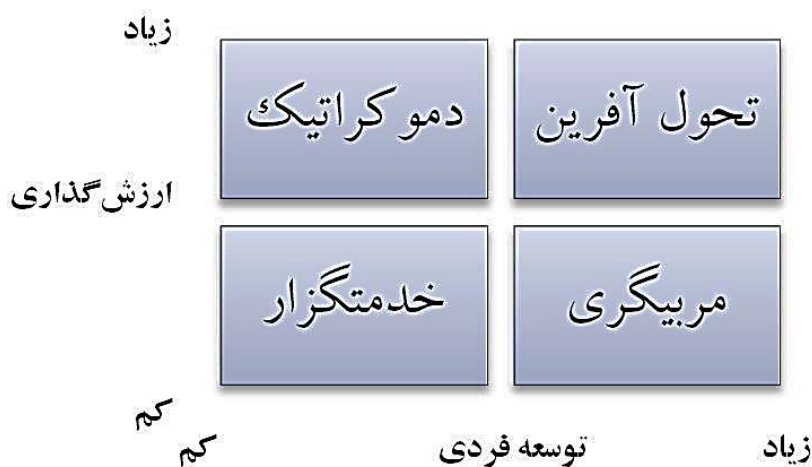 زیاد
تحول آفرین
دموکراتیک
ارزش‌گذاری
مربیگری
خدمتگزار
کم
زیاد
توسعه فردی
کم